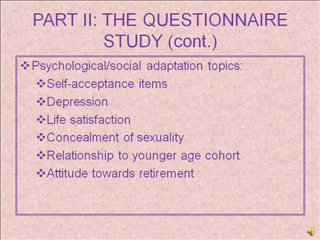 PART II: THE QUESTIONNAIRE
STUDY (cont.)
❖Psychological/social adaptation topics:
❖Self-acceptance items
❖Depression
❖Life satisfaction
❖Concealment of sexuality
❖Relationship to younger age cohort
❖Attitude towards retirement